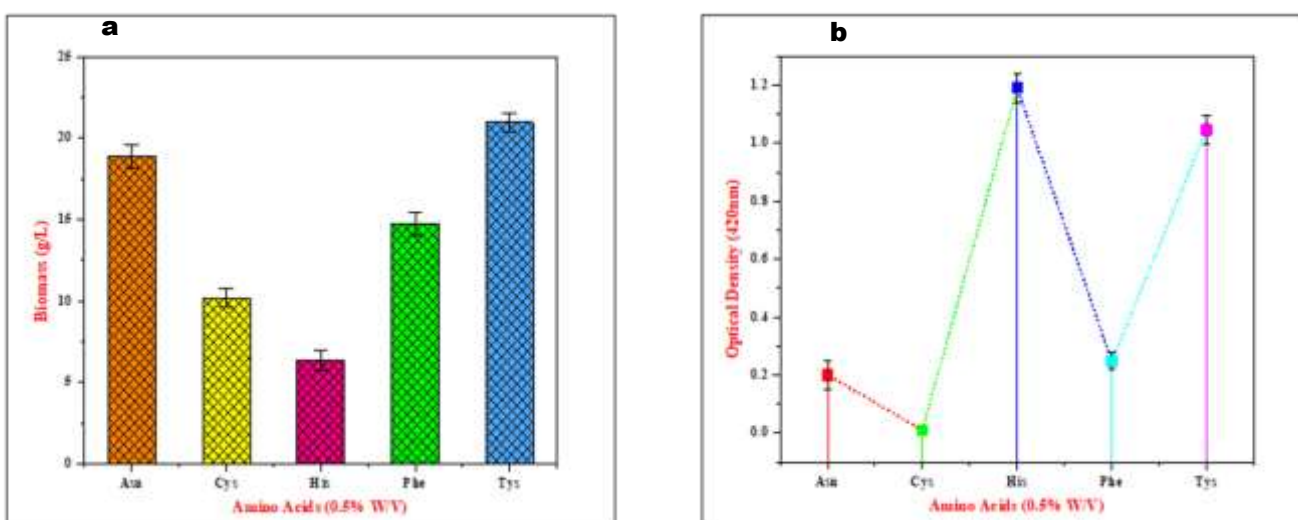 a
25
20
15
10
5
0
Biomass (g/L)
Asn Cys His Phe Tys
Amino Acids (0.5% W/V)
b
1.2
1.0
0.8
0.6
0.4
0.2
0.0
Optical Density (420nm)
Asn Cys His Phe Tys
Amino Acids (0.5% W/V)